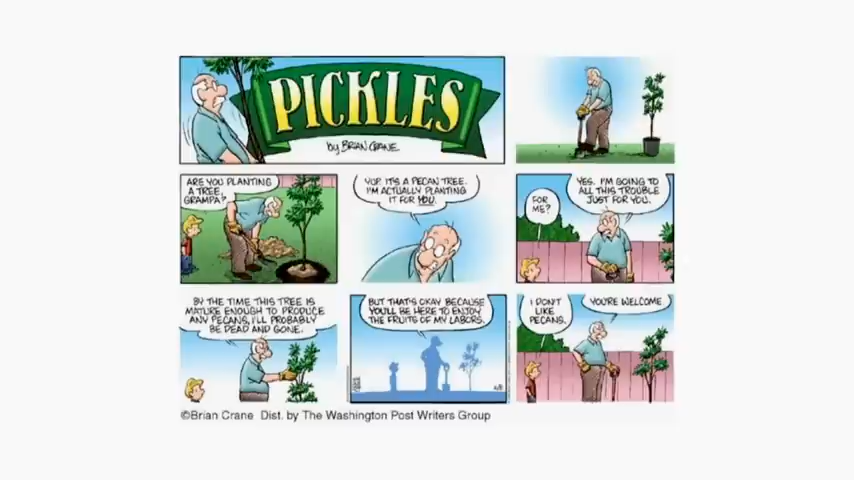 PICKLES
by BRIAN CRANE
ARE YOU PLANTING
A TREE,
GRAMPA?
YUP. IT'S A PECAN TREE.
I'M ACTUALLY PLANTING
IT FOR YOU.
FOR
ME?
YES. I'M GOING TO
ALL THIS TROUBLE
JUST FOR YOU.
BY THE TIME THIS TREE IS
MATURE ENOUGH TO PRODUCE
ANY PECANS, I'LL PROBABLY
BE DEAD AND GONE.
BUT THAT'S OKAY BECAUSE
YOU'LL BE HERE TO ENJOY
THE FRUITS OF MY LABORS.
I DON'T
LIKE
PECANS.
YOU'RE WELCOME.
©Brian Crane Dist. by The Washington Post Writers Group